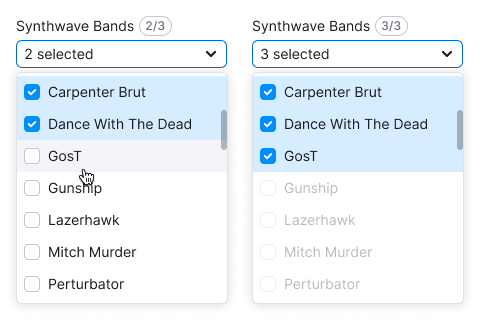 Synthwave Bands 2/3
2 selected
Carpenter Brut
Dance With The Dead
GosT
Gunship
Lazerhawk
Mitch Murder
Perturbator
Synthwave Bands 3/3
3 selected
Carpenter Brut
Dance With The Dead
GosT
Gunship
Lazerhawk
Mitch Murder
Perturbator